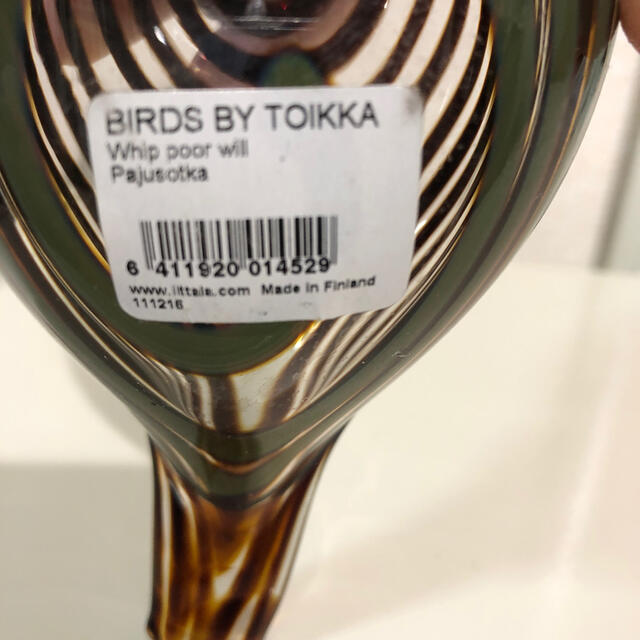 BIRDS BY TOIKKA
Whip poor will
Pajusotka
6 411920 014529
www.iittala.com Made in Finland
111216